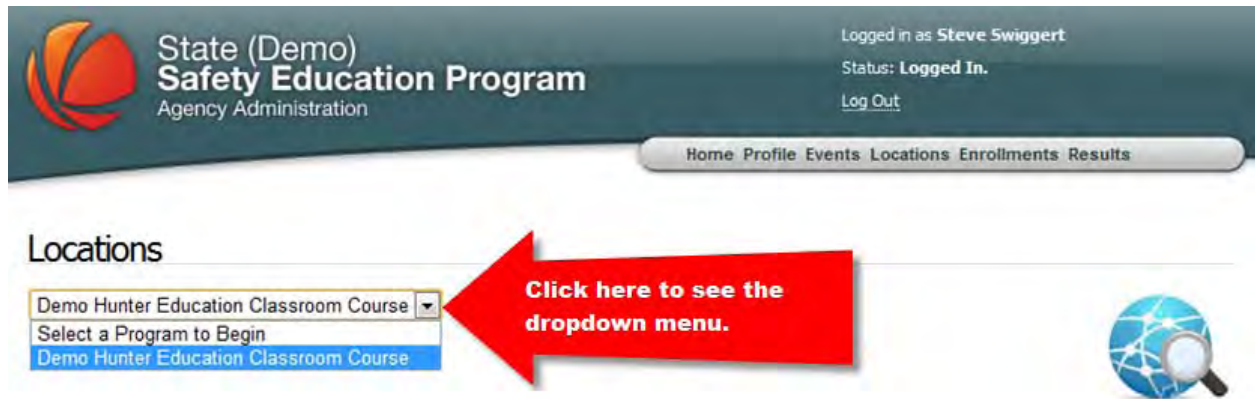 State (Demo)
Safety Education Program
Agency Administration
Logged in as Steve Swiggert
Status: Logged In.
Log Out
Home Profile Events Locations Enrollments Results
Locations
Demo Hunter Education Classroom Course
Select a Program to Begin
Demo Hunter Education Classroom Course
Click here to see the
dropdown menu.